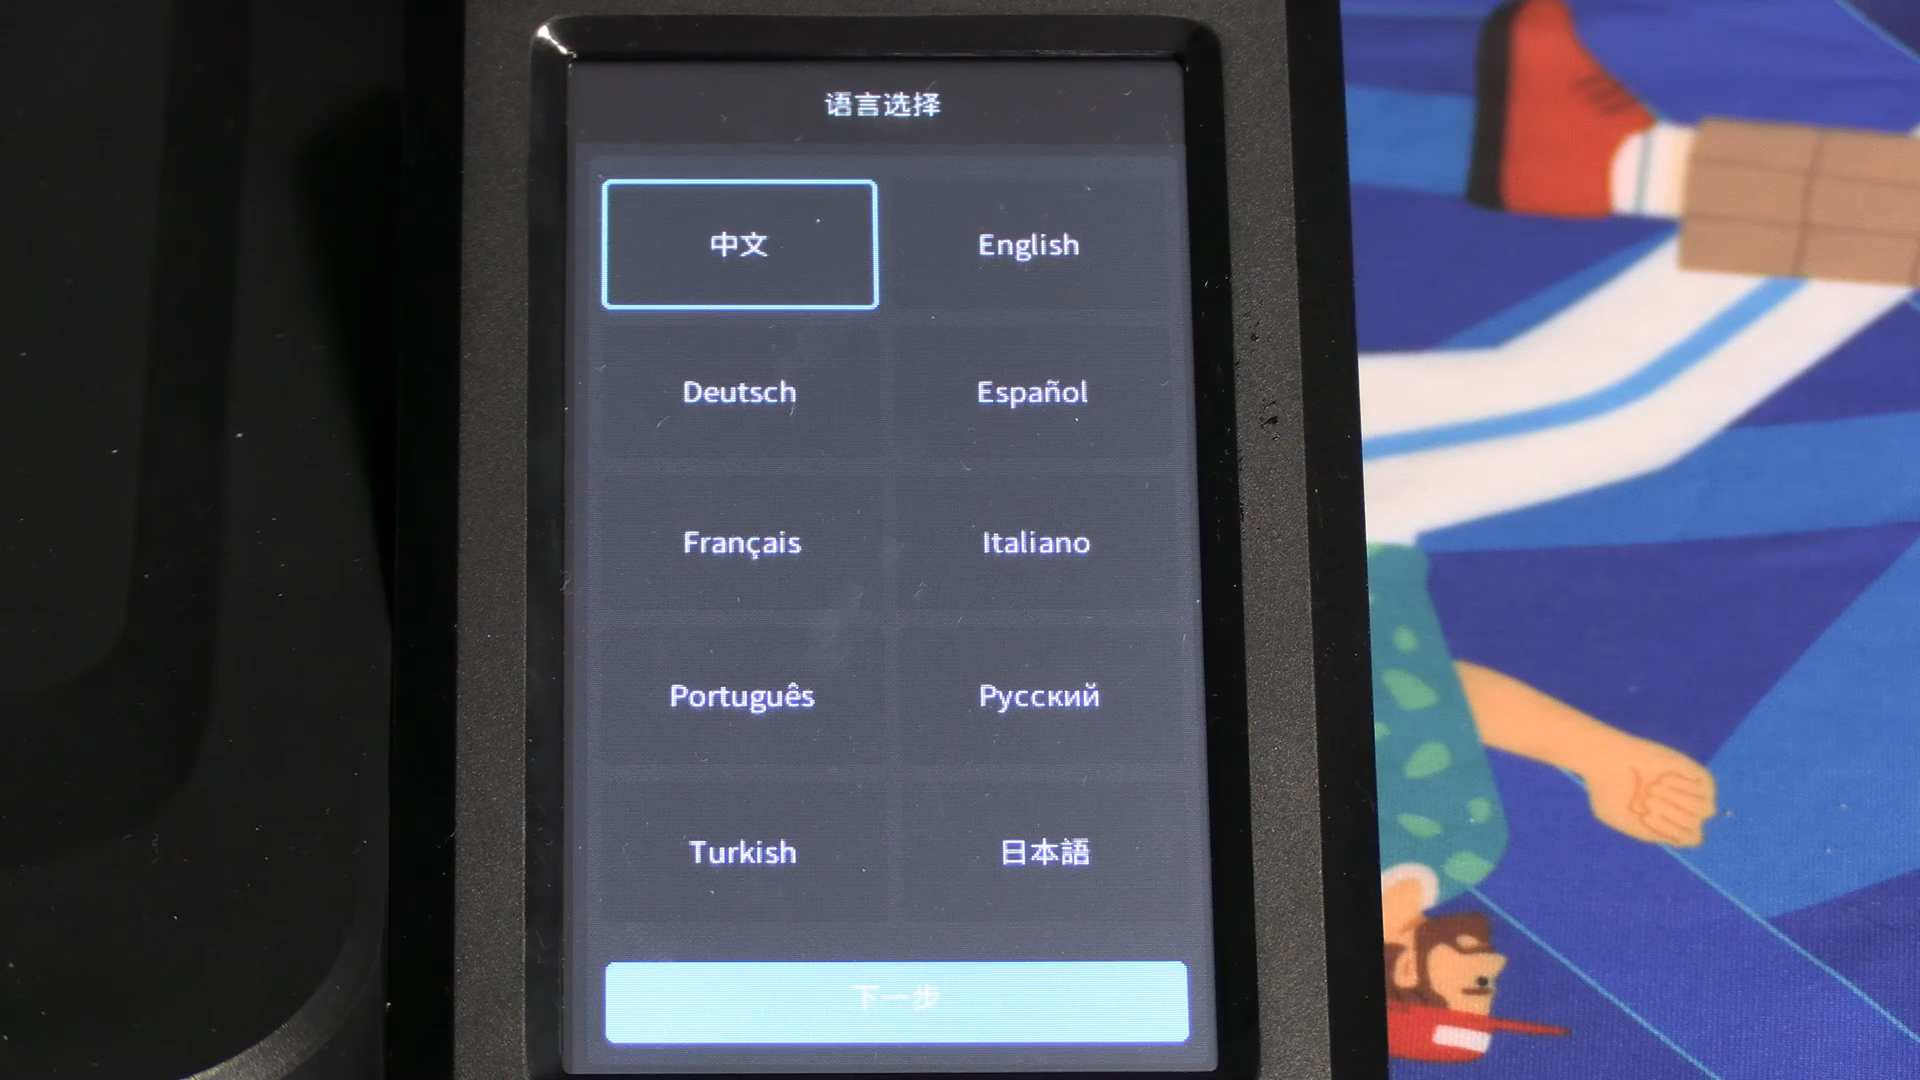 语言选择
中文
English
Deutsch
Español
Français
Italiano
Português
Русский
Turkish
日本語
下一步